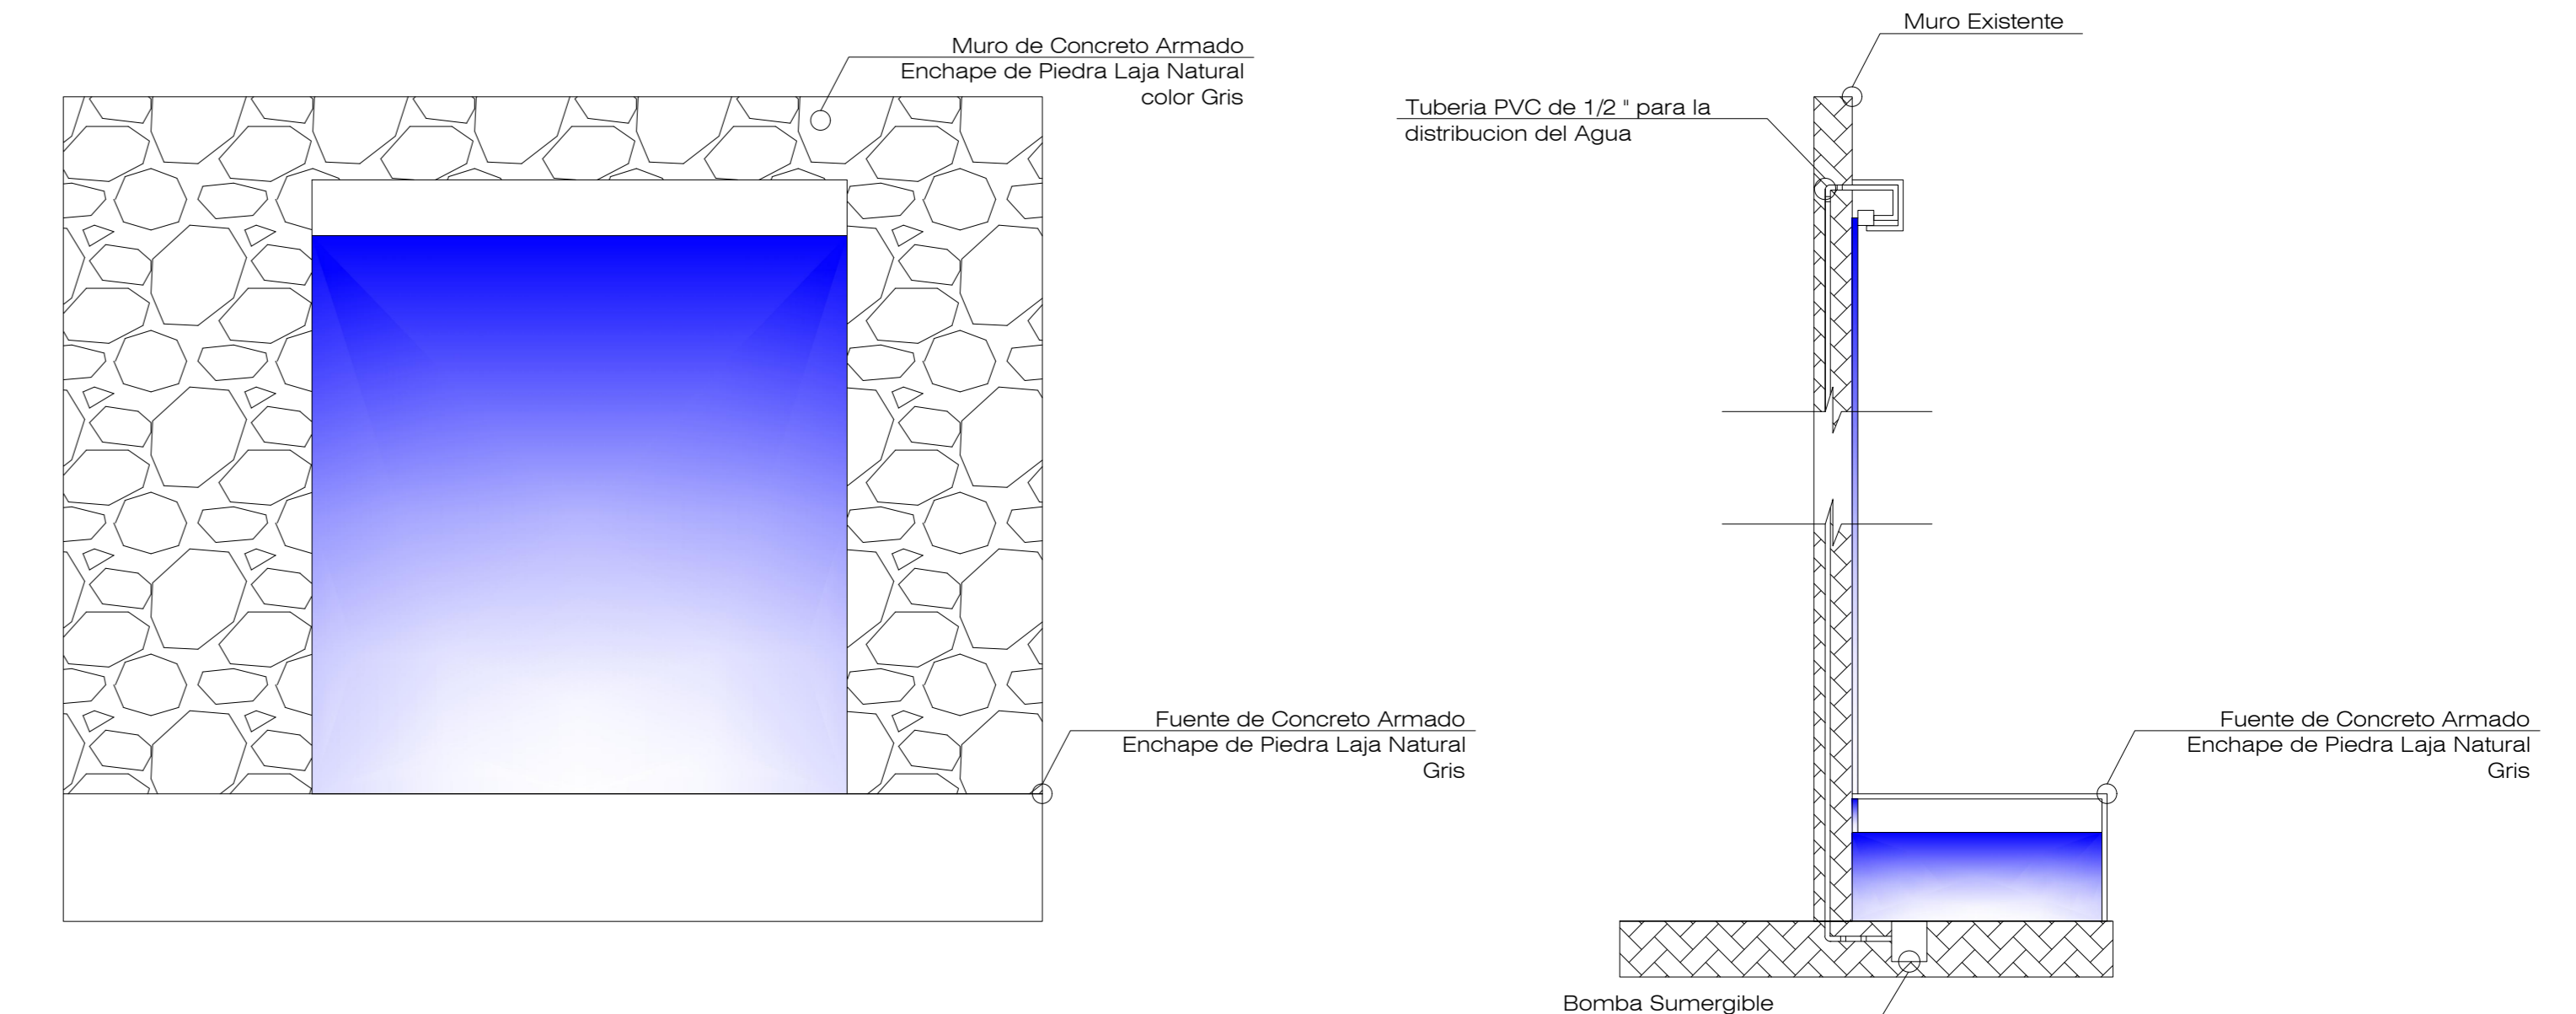 Muro de Concreto Armado
Enchape de Piedra Laja Natural
color Gris
Fuente de Concreto Armado
Enchape de Piedra Laja Natural
Gris
Muro Existente
Tuberia PVC de 1/2 " para la
distribucion del Agua
Fuente de Concreto Armado
Enchape de Piedra Laja Natural
Gris
Bomba Sumergible